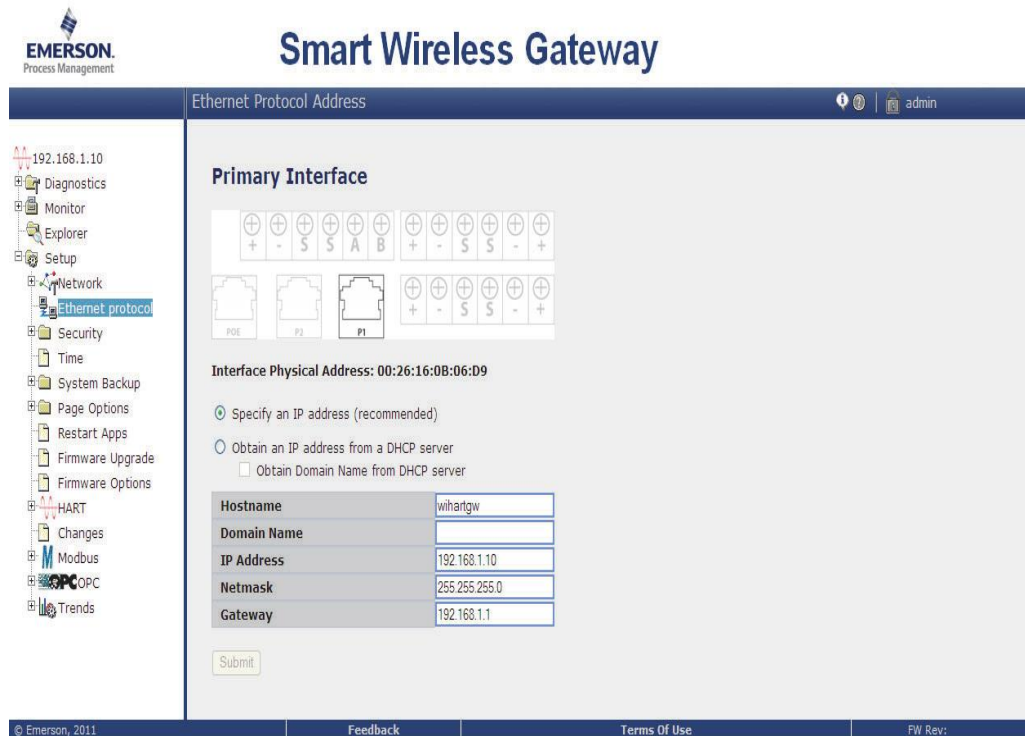 EMERSON.
Process Management
Smart Wireless Gateway
Ethernet Protocol Address
admin
192.168.1.10
Diagnostics
Monitor
Explorer
Setup
Network
Ethernet protocol
Security
Time
System Backup
Page Options
Restart Apps
Firmware Upgrade
Firmware Options
HART
Changes
Modbus
OPC OPC
Trends
Primary Interface
+ - S S A B + - S S - +
POE P2 P1 + - S S - +
Interface Physical Address: 00:26:16:0B:06:D9
Specify an IP address (recommended)
Obtain an IP address from a DHCP server
Obtain Domain Name from DHCP server
Hostname wihartgw
Domain Name
IP Address 192.168.1.10
Netmask 255.255.255.0
Gateway 192.168.1.1
Submit
© Emerson, 2011 Feedback Terms Of Use FW Rev: